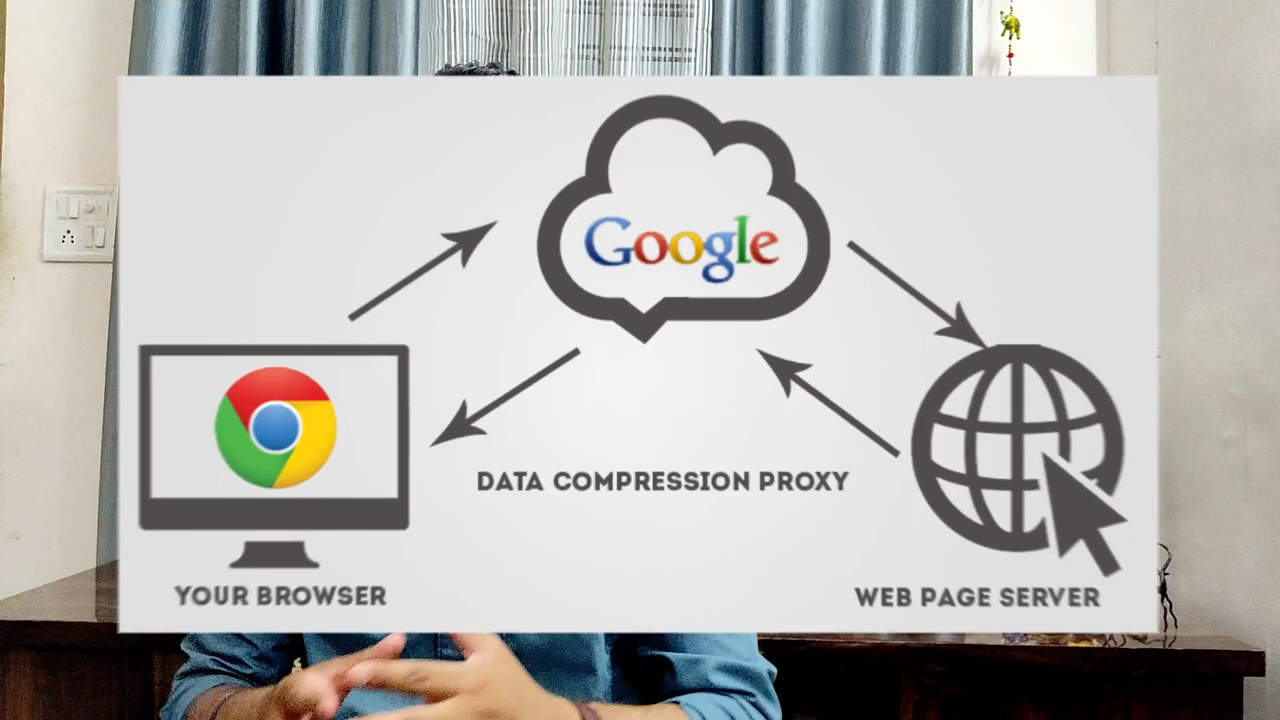 Google
DATA COMPRESSION PROXY
YOUR BROWSER
WEB PAGE SERVER